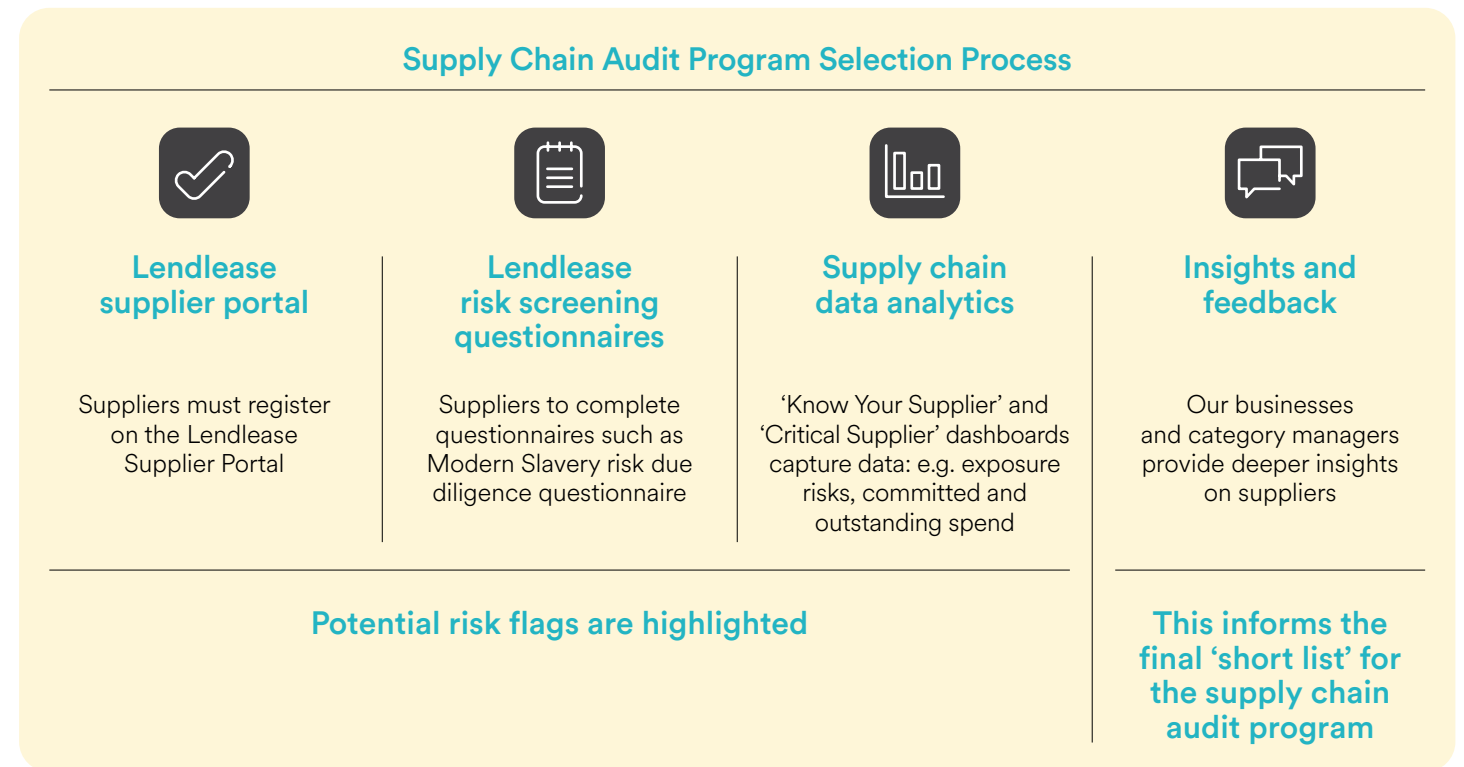 Supply Chain Audit Program Selection Process
Lendlease
supplier portal
Suppliers must register
on the Lendlease
Supplier Portal
Lendlease
risk screening
questionnaires
Suppliers to complete
questionnaires such as
Modern Slavery risk due
diligence questionnaire
Supply chain
data analytics
‘Know Your Supplier’ and
‘Critical Supplier’ dashboards
capture data: e.g. exposure
risks, committed and
outstanding spend
Insights and
feedback
Our businesses
and category managers
provide deeper insights
on suppliers
Potential risk flags are highlighted
This informs the
final ‘short list’ for
the supply chain
audit program